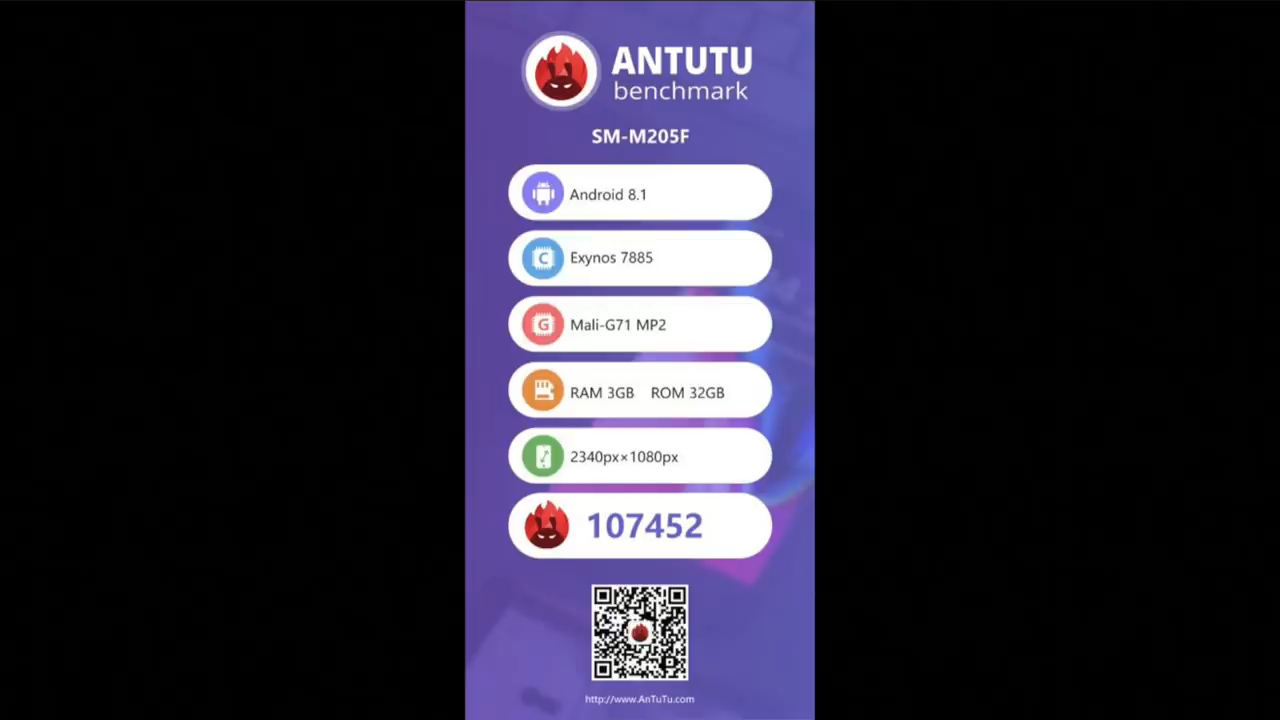 ANTUTU
benchmark
SM-M205F
Android 8.1
C
Exynos 7885
G
Mali-G71 MP2
RAM 3GB ROM 32GB
2340px×1080px
107452
http://www.AnTuTu.com